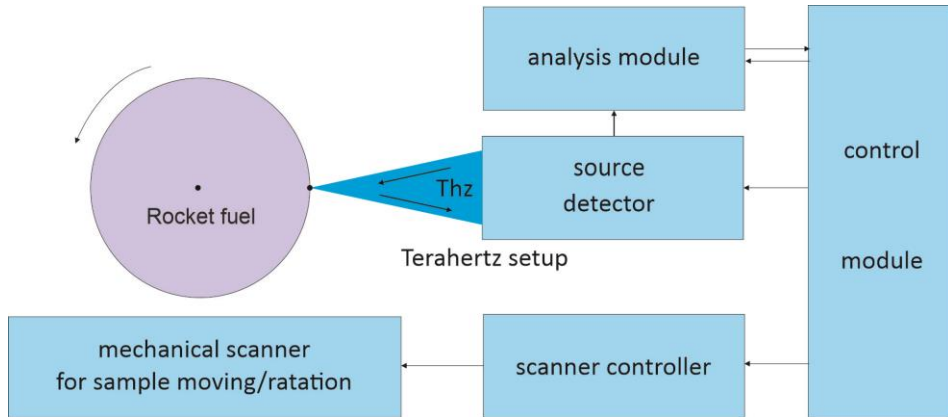 analysis module
control
module
source
detector
Thz
Rocket fuel
Terahertz setup
mechanical scanner
for sample moving/ratation
scanner controller